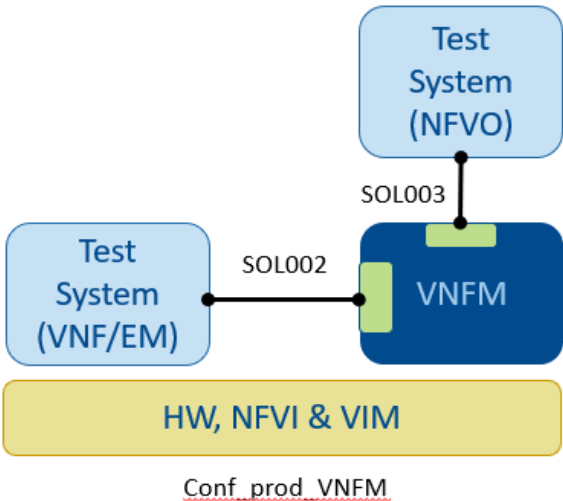 Test
System
(NFVO)
SOL003
Test
System
(VNF/EM)
SOL002
VNFM
HW, NFVI & VIM
Conf_prod_VNFM